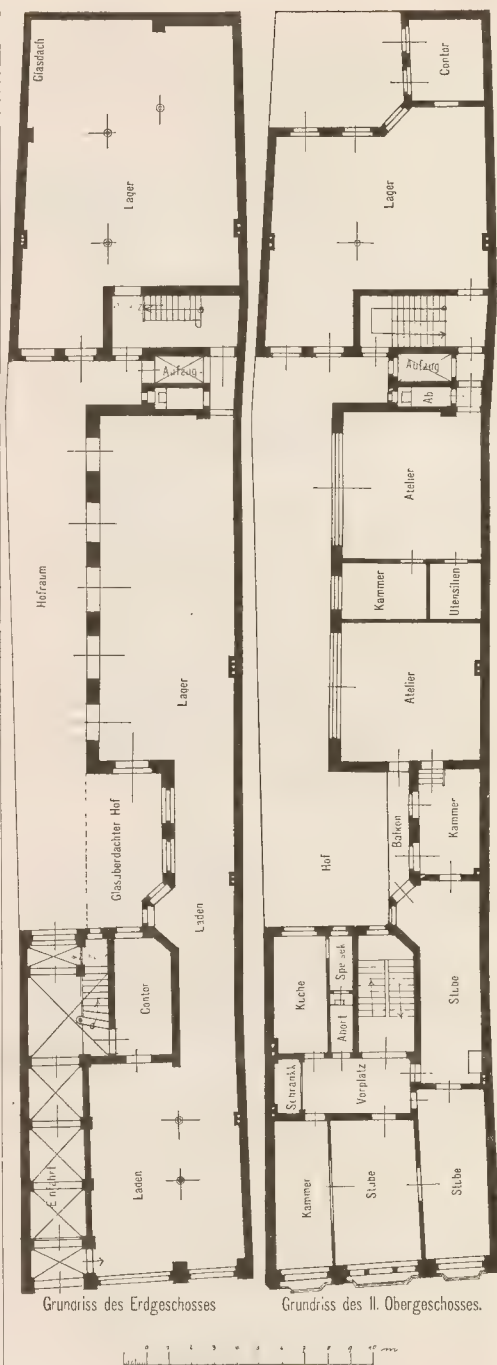 Glasdach
Lager
Aufzug
Hofraum
Lager
Glasüberdachter Hof
Laden
Contor
Einfahrt
Laden
Grundriss des Erdgeschosses
Contor
Lager
Aufzug
Ab
Atelier
Kammer
Utensilien
Atelier
Hof
Balkon
Kammer
Küche
Speisek
Abort
Stube
Schrankk
Vorplatz
Kammer
Stube
Stube
Grundriss des II. Obergeschosses.
m